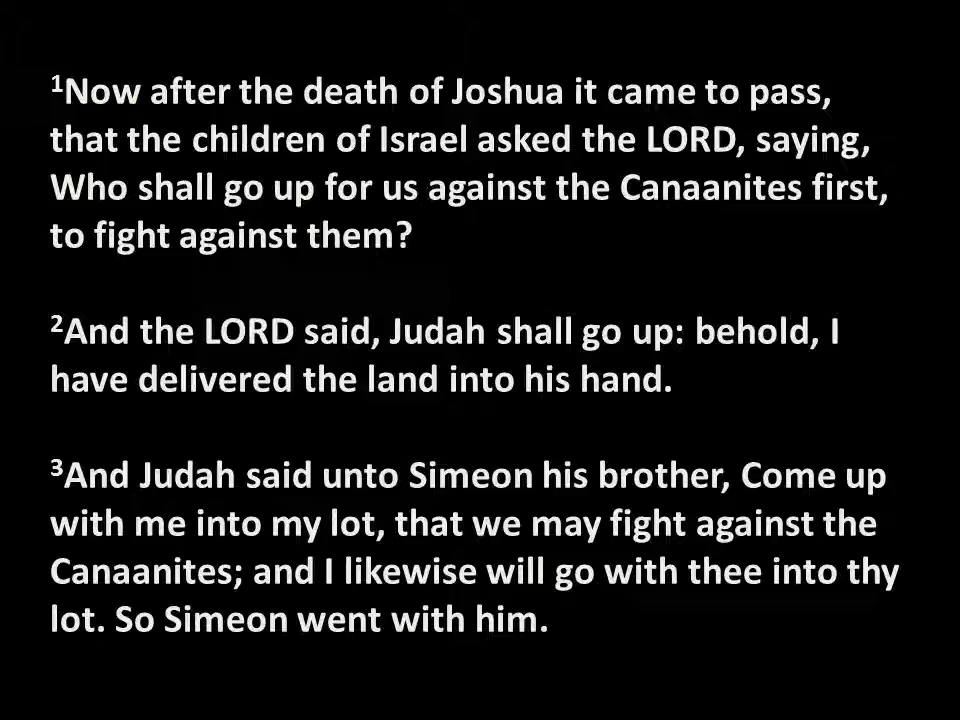 ¹Now after the death of Joshua it came to pass,
that the children of Israel asked the LORD, saying,
Who shall go up for us against the Canaanites first,
to fight against them?
²And the LORD said, Judah shall go up: behold, I
have delivered the land into his hand.
³And Judah said unto Simeon his brother, Come up
with me into my lot, that we may fight against the
Canaanites; and I likewise will go with thee into thy
lot. So Simeon went with him.